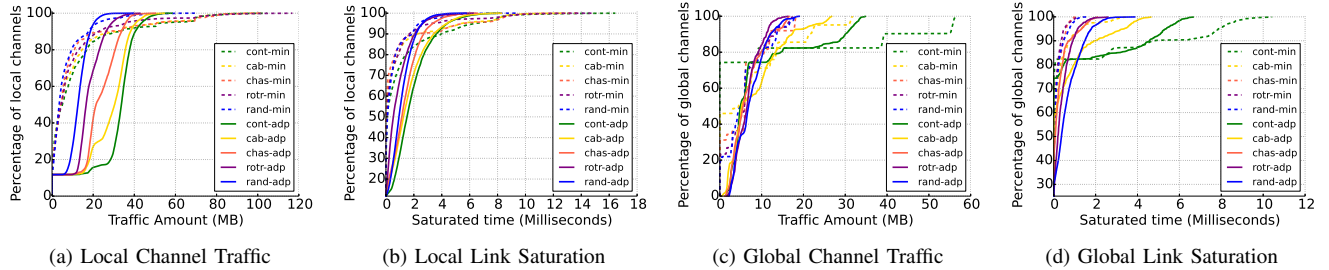 Percentage of local channels
100
80
60
40
20
0
0 20 40 60 80 100 120
Traffic Amount (MB)
cont-min
cab-min
chas-min
rotr-min
rand-min
cont-adp
cab-adp
chas-adp
rotr-adp
rand-adp
(a) Local Channel Traffic
Percentage of local channels
100
90
80
70
60
50
40
30
20
0 2 4 6 8 10 12 14 16 18
Saturated time (Milliseconds)
cont-min
cab-min
chas-min
rotr-min
rand-min
cont-adp
cab-adp
chas-adp
rotr-adp
rand-adp
(b) Local Link Saturation
Percentage of global channels
100
80
60
40
20
0
0 10 20 30 40 50 60
Traffic Amount (MB)
cont-min
cab-min
chas-min
rotr-min
rand-min
cont-adp
cab-adp
chas-adp
rotr-adp
rand-adp
(c) Global Channel Traffic
Percentage of global channels
100
90
80
70
60
50
40
30
0 2 4 6 8 10 12
Saturated time (Milliseconds)
cont-min
cab-min
chas-min
rotr-min
rand-min
cont-adp
cab-adp
chas-adp
rotr-adp
rand-adp
(d) Global Link Saturation